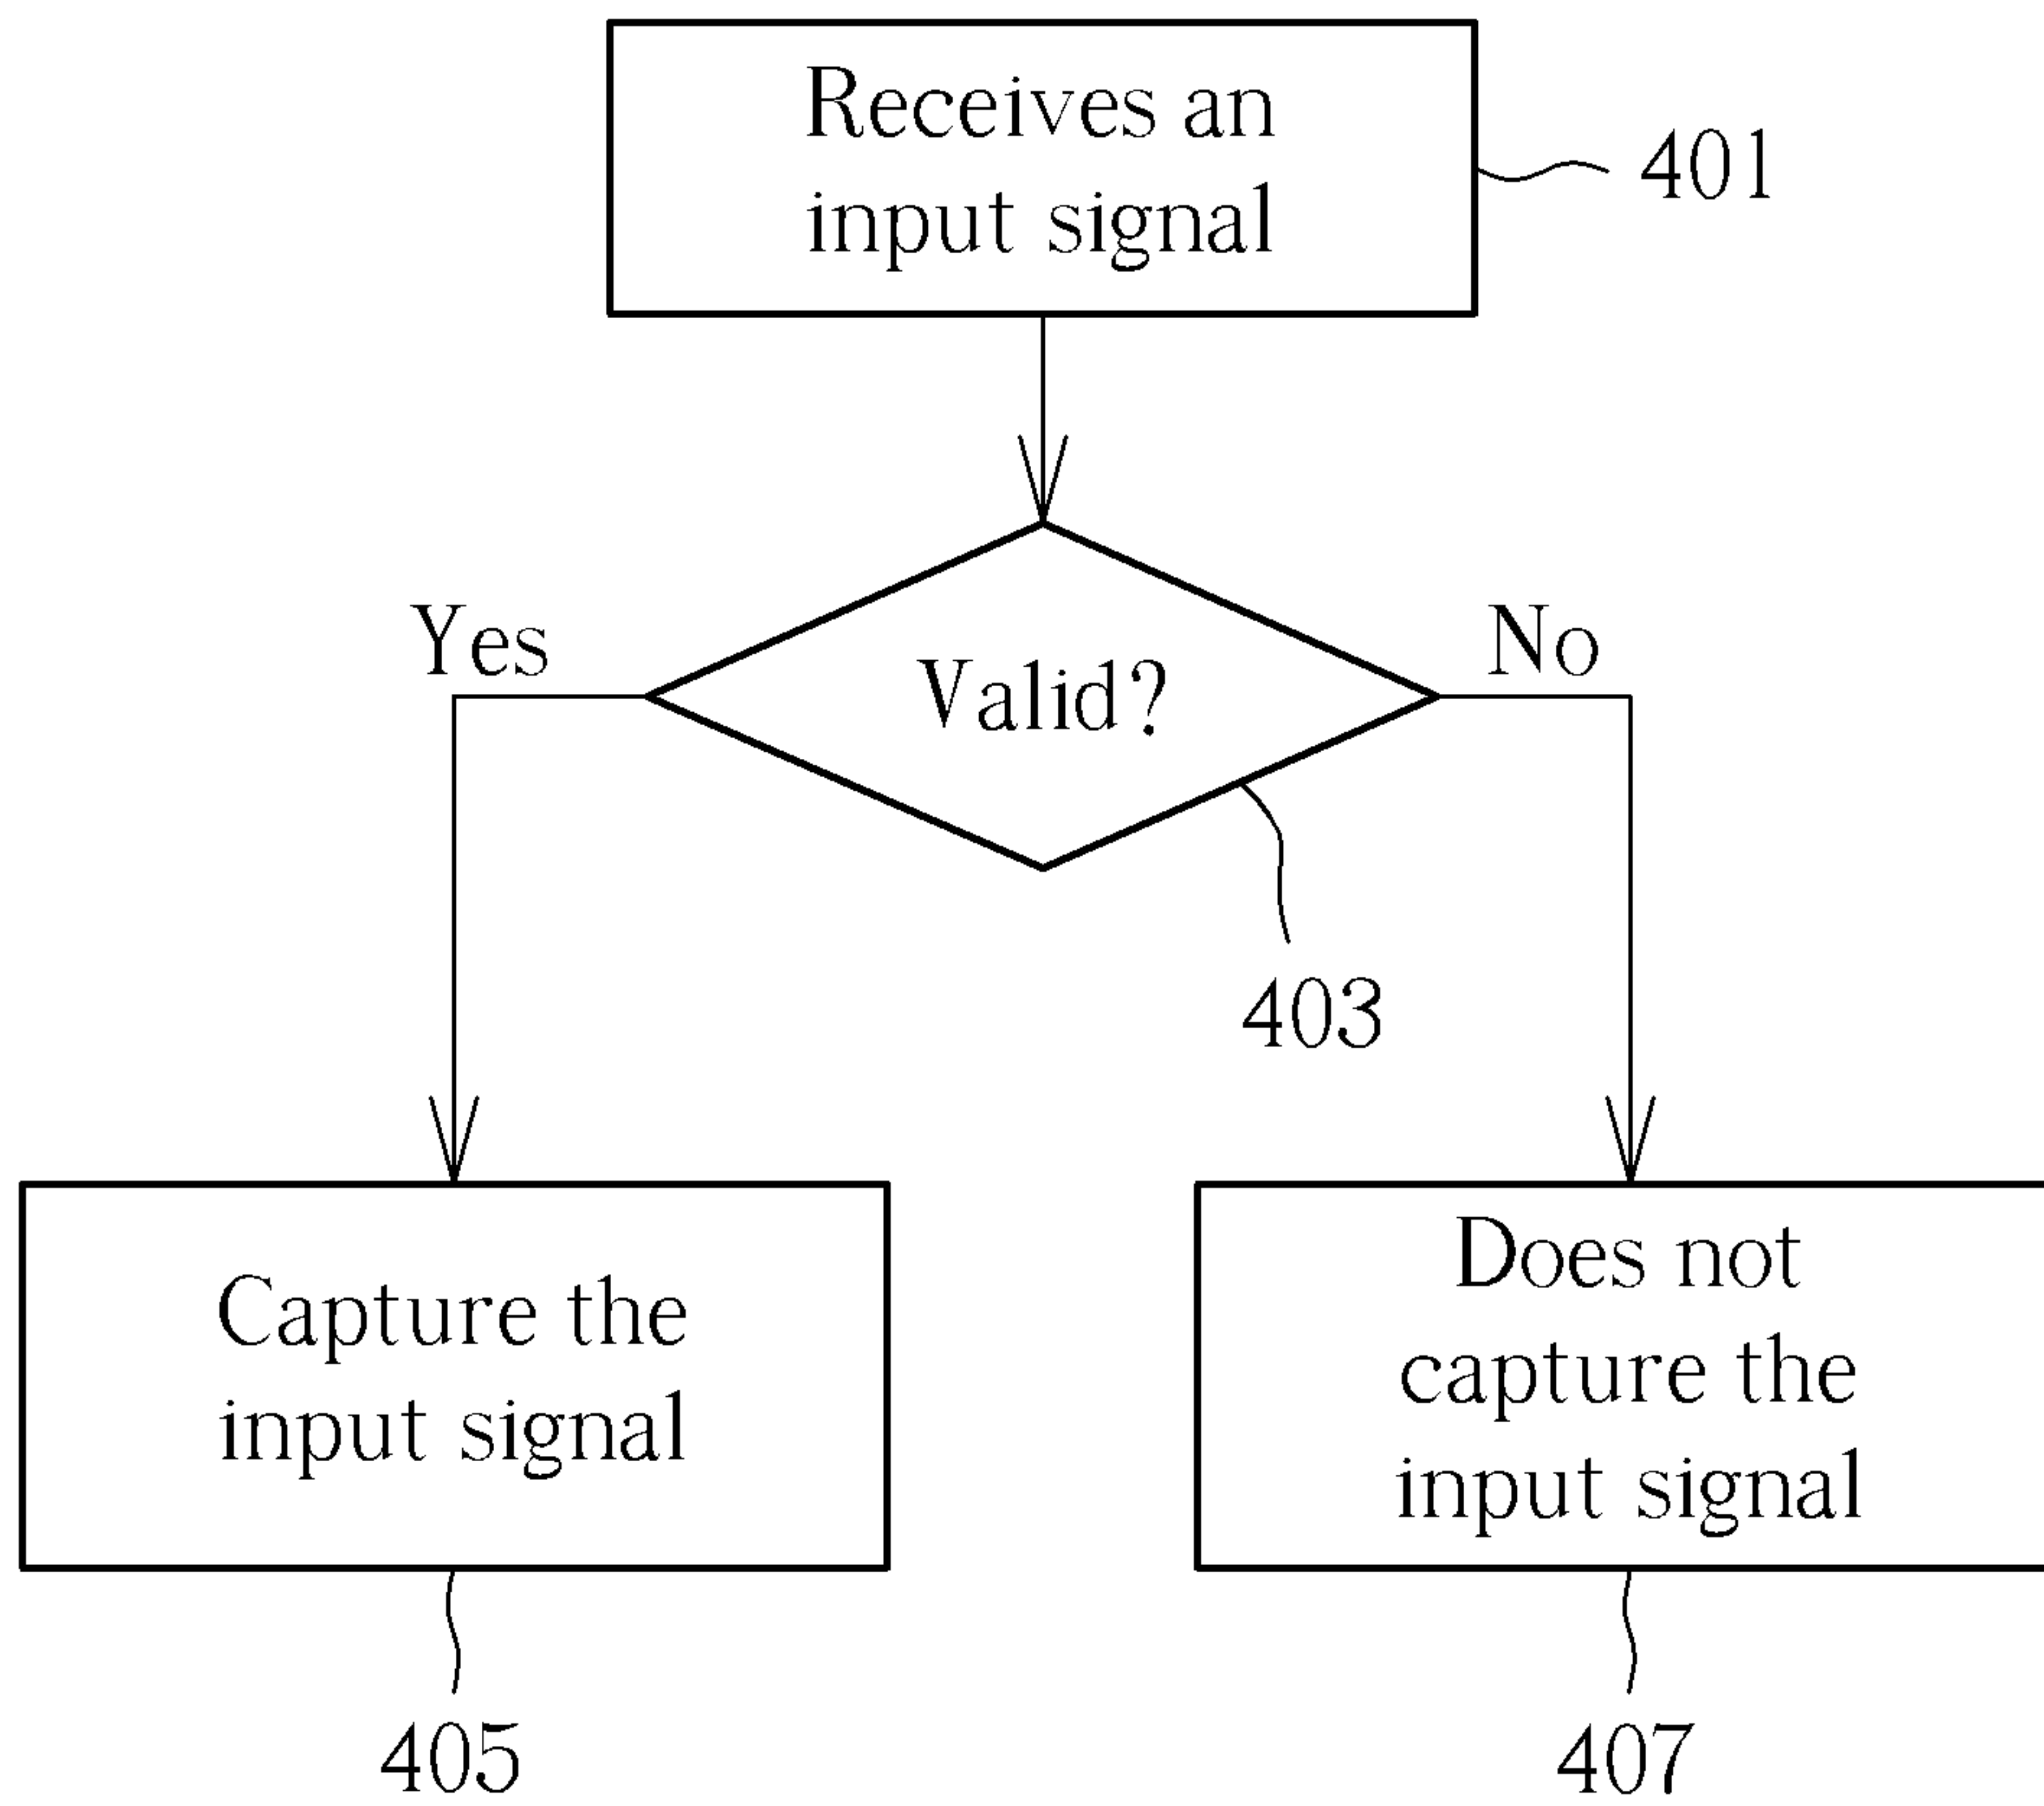 Receives an
input signal
401
Yes
No
Valid?
403
Capture the
input signal
Does not
capture the
input signal
405
407